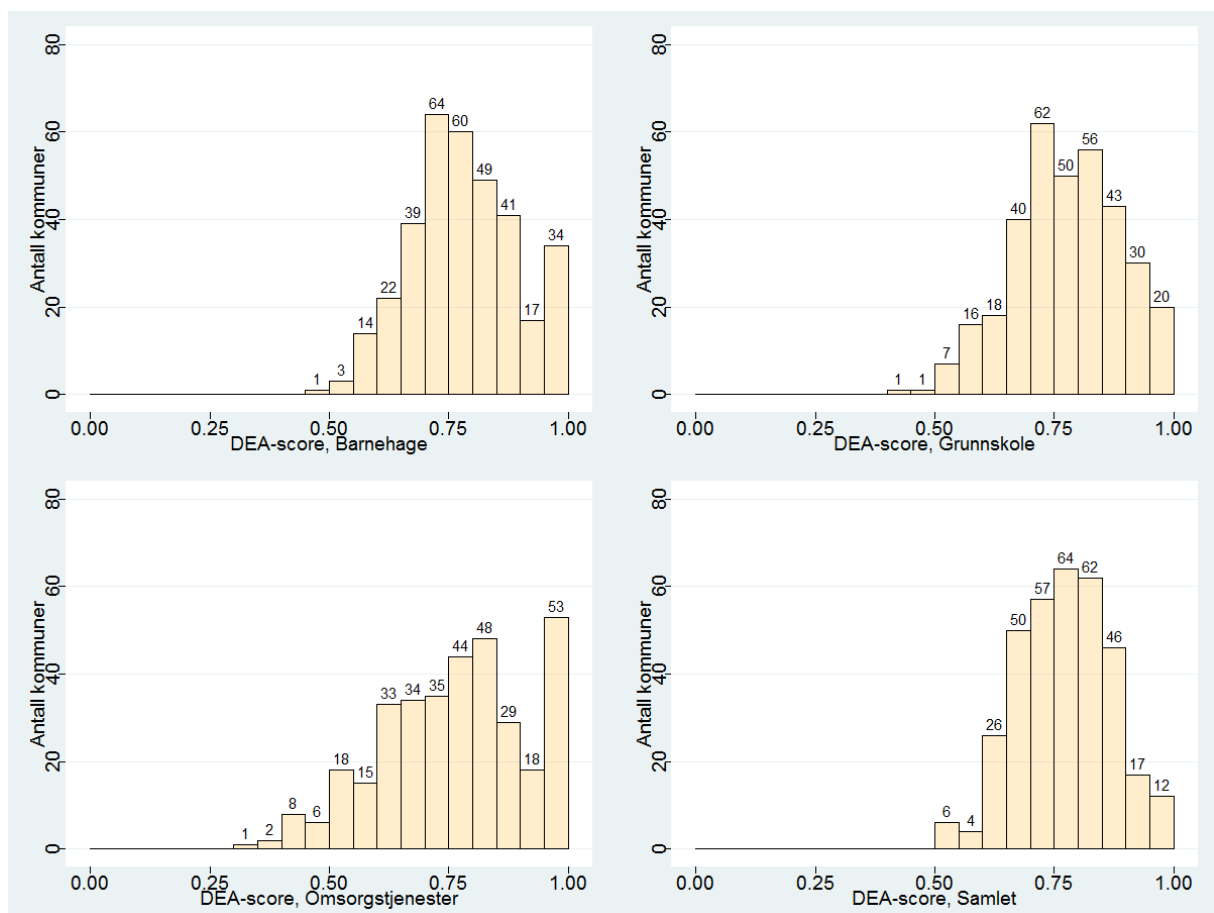 80
60
40
20
0
Antall kommuner
1 3 14 22 39 64 60 49 41 17 34
0.00 0.25 0.50 0.75 1.00
DEA-score, Barnehage
80
60
40
20
0
Antall kommuner
1 1 7 16 18 40 62 50 56 43 30 20
0.00 0.25 0.50 0.75 1.00
DEA-score, Grunnskole
80
60
40
20
0
Antall kommuner
1 2 8 6 18 15 33 34 35 44 48 29 18 53
0.00 0.25 0.50 0.75 1.00
DEA-score, Omsorgstjenester
80
60
40
20
0
Antall kommuner
6 4 26 50 57 64 62 46 17 12
0.00 0.25 0.50 0.75 1.00
DEA-score, Samlet